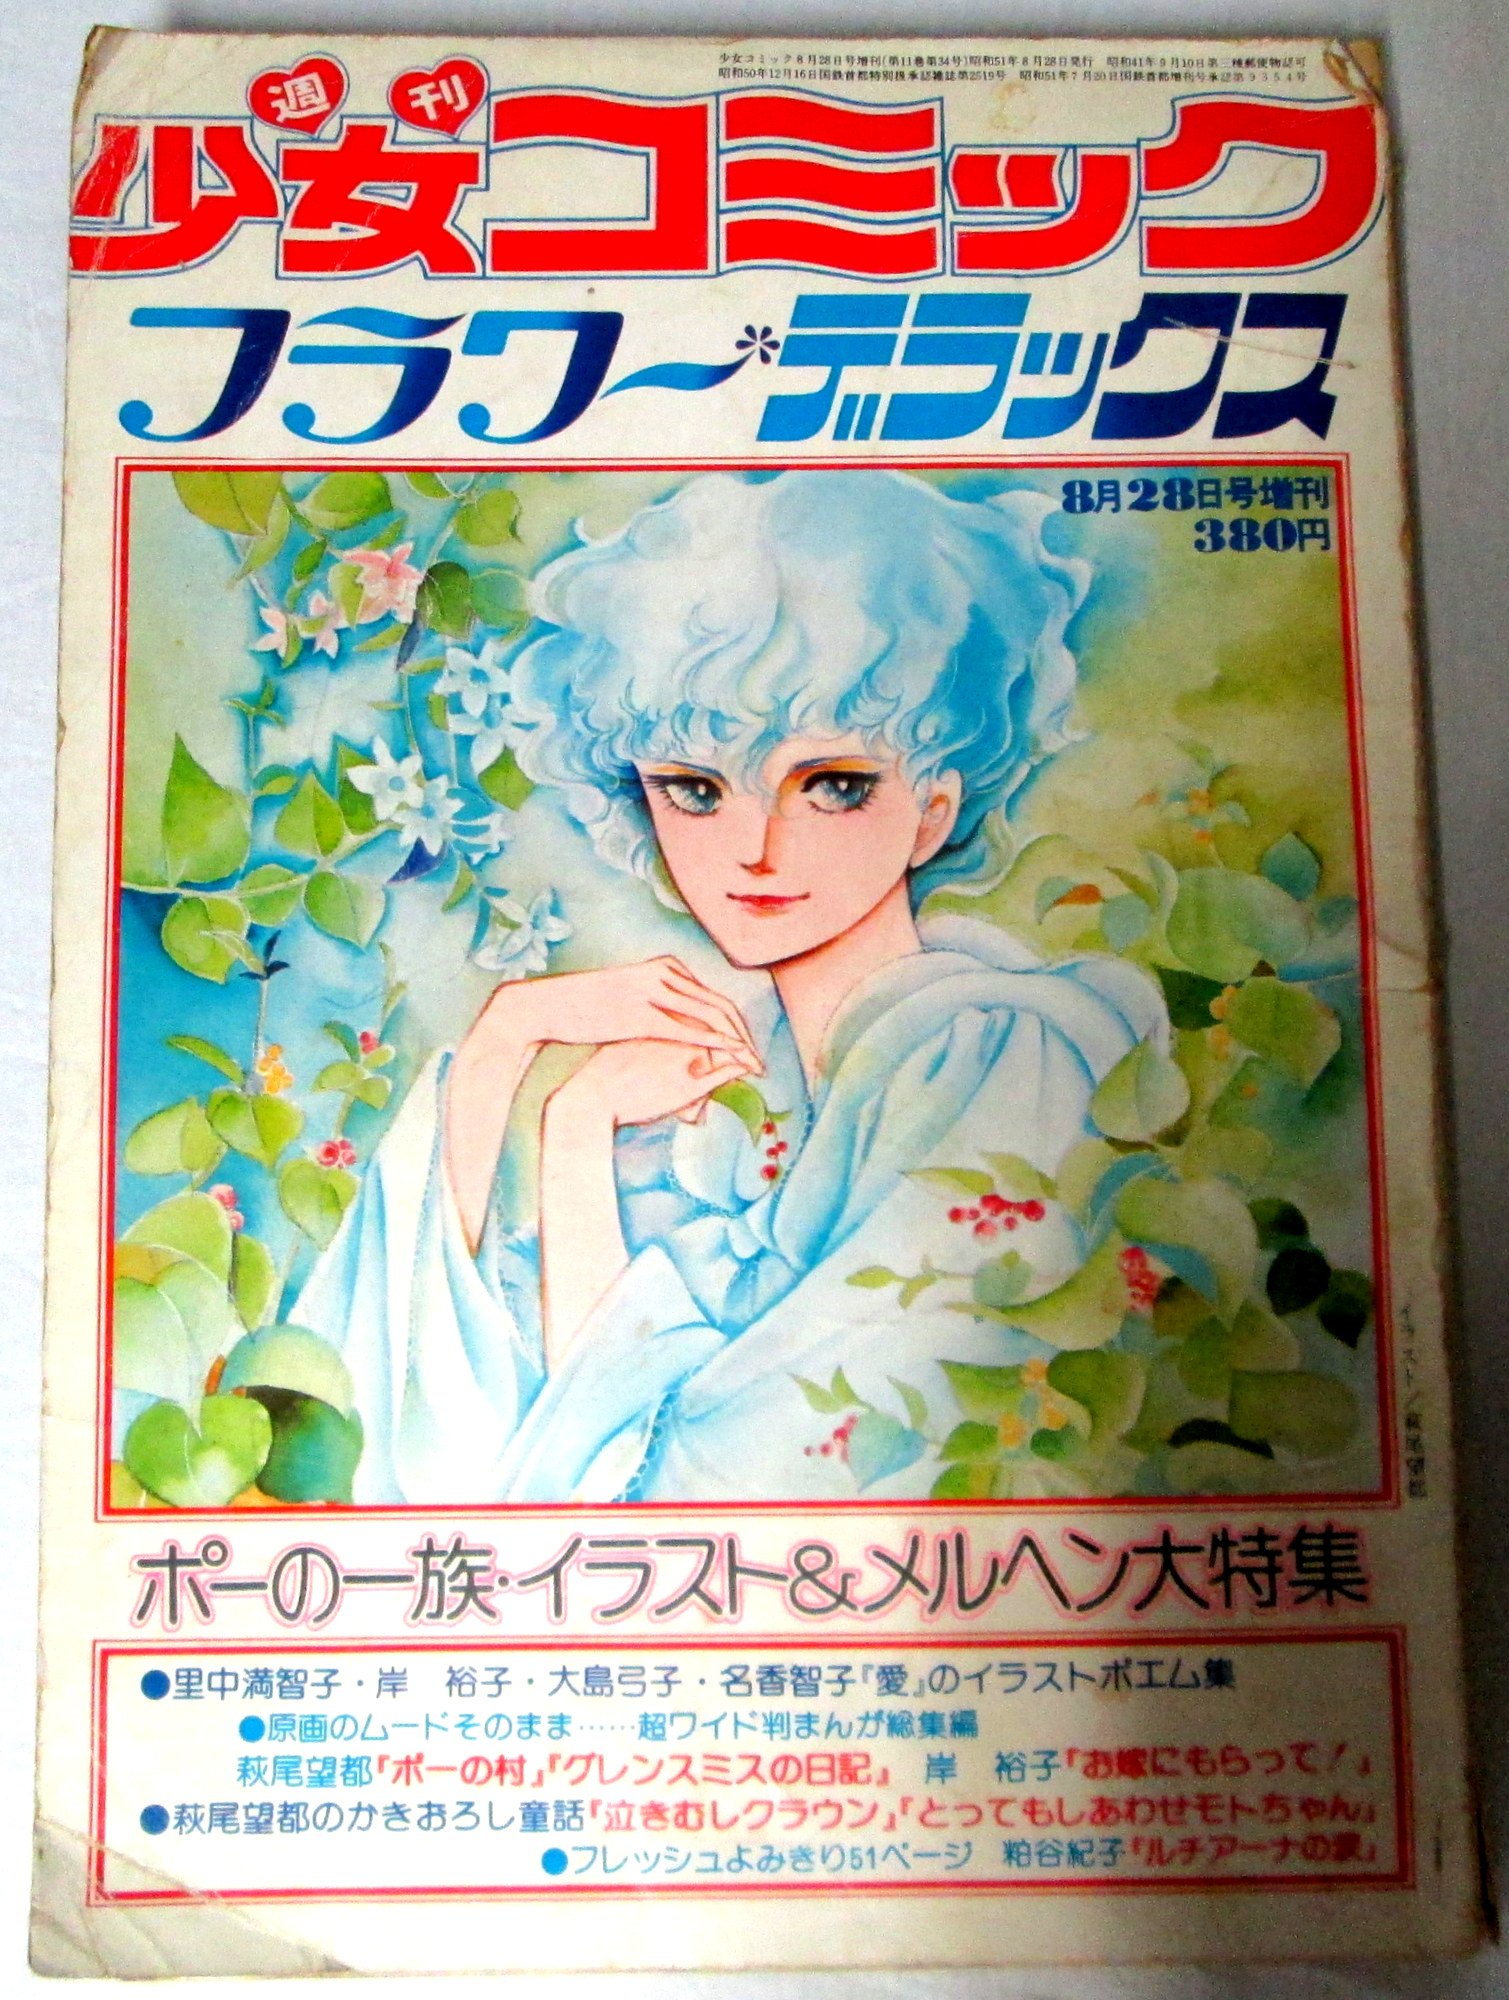 少女コミック8月28日号増刊(第11巻第34号)昭和51年8月28日発行 昭和41年9月10日第三種郵便物認可
昭和50年12月16日国鉄首都特別扱承認雑誌第2519号 昭和51年7月20日国鉄首都増刊号承認第9354号
週刊
少女コミック
フラワーデラックス
8月28日号増刊
380円
イラスト/萩尾望都
ポーの一族・イラスト&メルヘン大特集
●里中満智子・岸 裕子・大島弓子・名香智子『愛』のイラストポエム集
●原画のムードそのまま……超ワイド判まんが総集編
萩尾望都「ポーの村」「グレンスミスの日記」 岸 裕子「お嫁にもらって!」
●萩尾望都のかきおろし童話「泣きむしクラウン」「とってもしあわせモトちゃん」
●フレッシュよみきり51ページ 粕谷紀子「ルチアーナの涙」